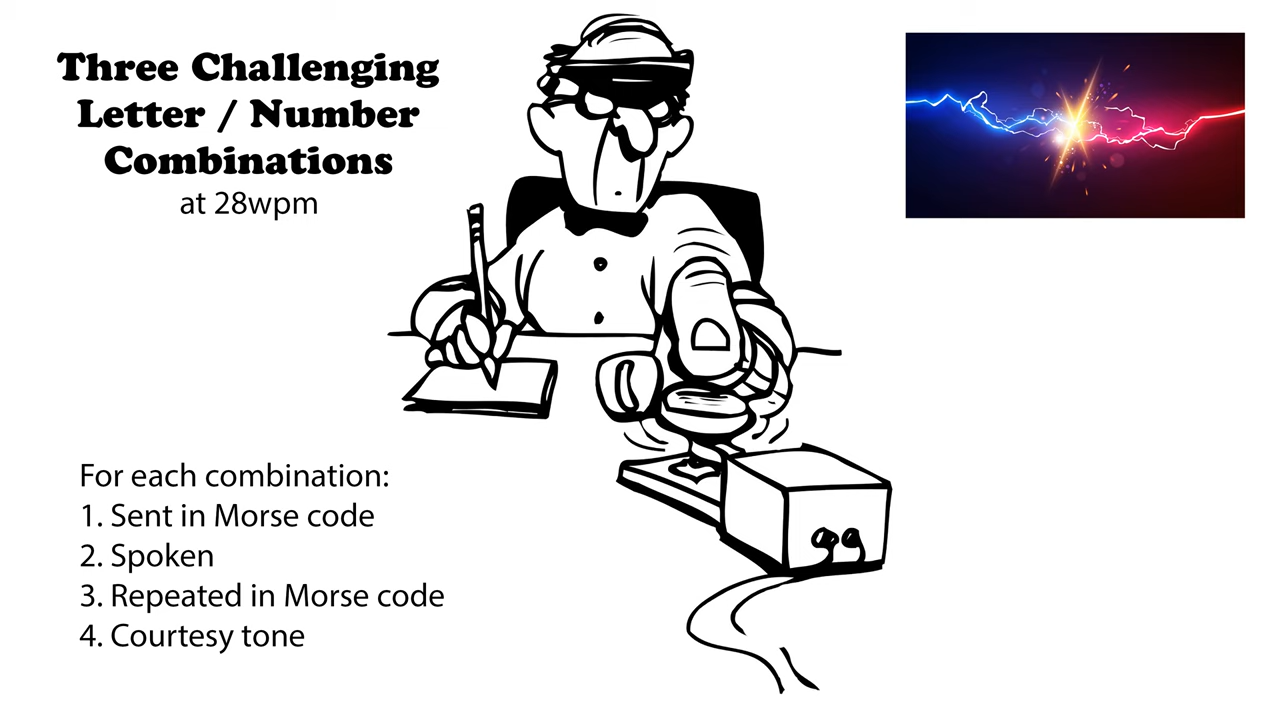 Three Challenging
Letter / Number
Combinations
at 28wpm
For each combination:
1. Sent in Morse code
2. Spoken
3. Repeated in Morse code
4. Courtesy tone